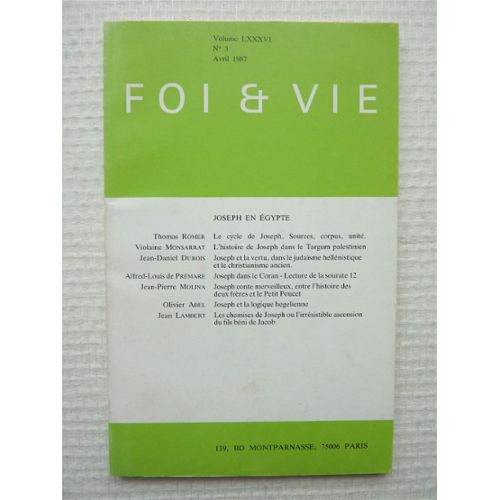 Volume LXXXVI
N° 3
Avril 1987
FOI & VIE
JOSEPH EN ÉGYPTE
Thomas RÖMER Le cycle de Joseph, Sources, corpus, unité.
Violaine MONSARRAT L'histoire de Joseph dans le Targum palestinien
Jean-Daniel DUBOIS Joseph et la vertu, dans le judaïsme hellénistique
et le christianisme ancien.
Alfred-Louis de PREMARE Joseph dans le Coran - Lecture de la sourate 12
Jean-Pierre MOLINA Joseph conte merveilleux, entre l'histoire des
deux frères et le Petit Poucet
Olivier ABEL Joseph et la logique hegelienne
Jean LAMBERT Les chemises de Joseph ou l'irrésistible ascension
du fils béni de Jacob
139, BD MONTPARNASSE, 75006 PARIS